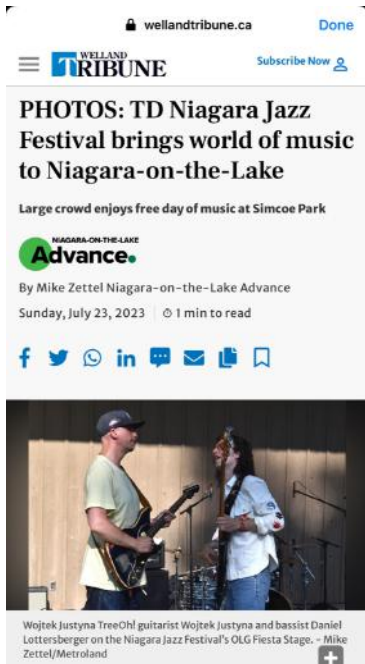 wellandtribune.ca
Done
WELLAND
TRIBUNE
Subscribe Now
PHOTOS: TD Niagara Jazz
Festival brings world of music
to Niagara-on-the-Lake
Large crowd enjoys free day of music at Simcoe Park
NIAGARA-ON-THE-LAKE
Advance.
By Mike Zettel Niagara-on-the-Lake Advance
Sunday, July 23, 2023
1 min to read
Wojtek Justyna TreeOh! guitarist Wojtek Justyna and bassist Daniel
Lottersberger on the Niagara Jazz Festival's OLG Fiesta Stage. - Mike
Zettel/Metroland